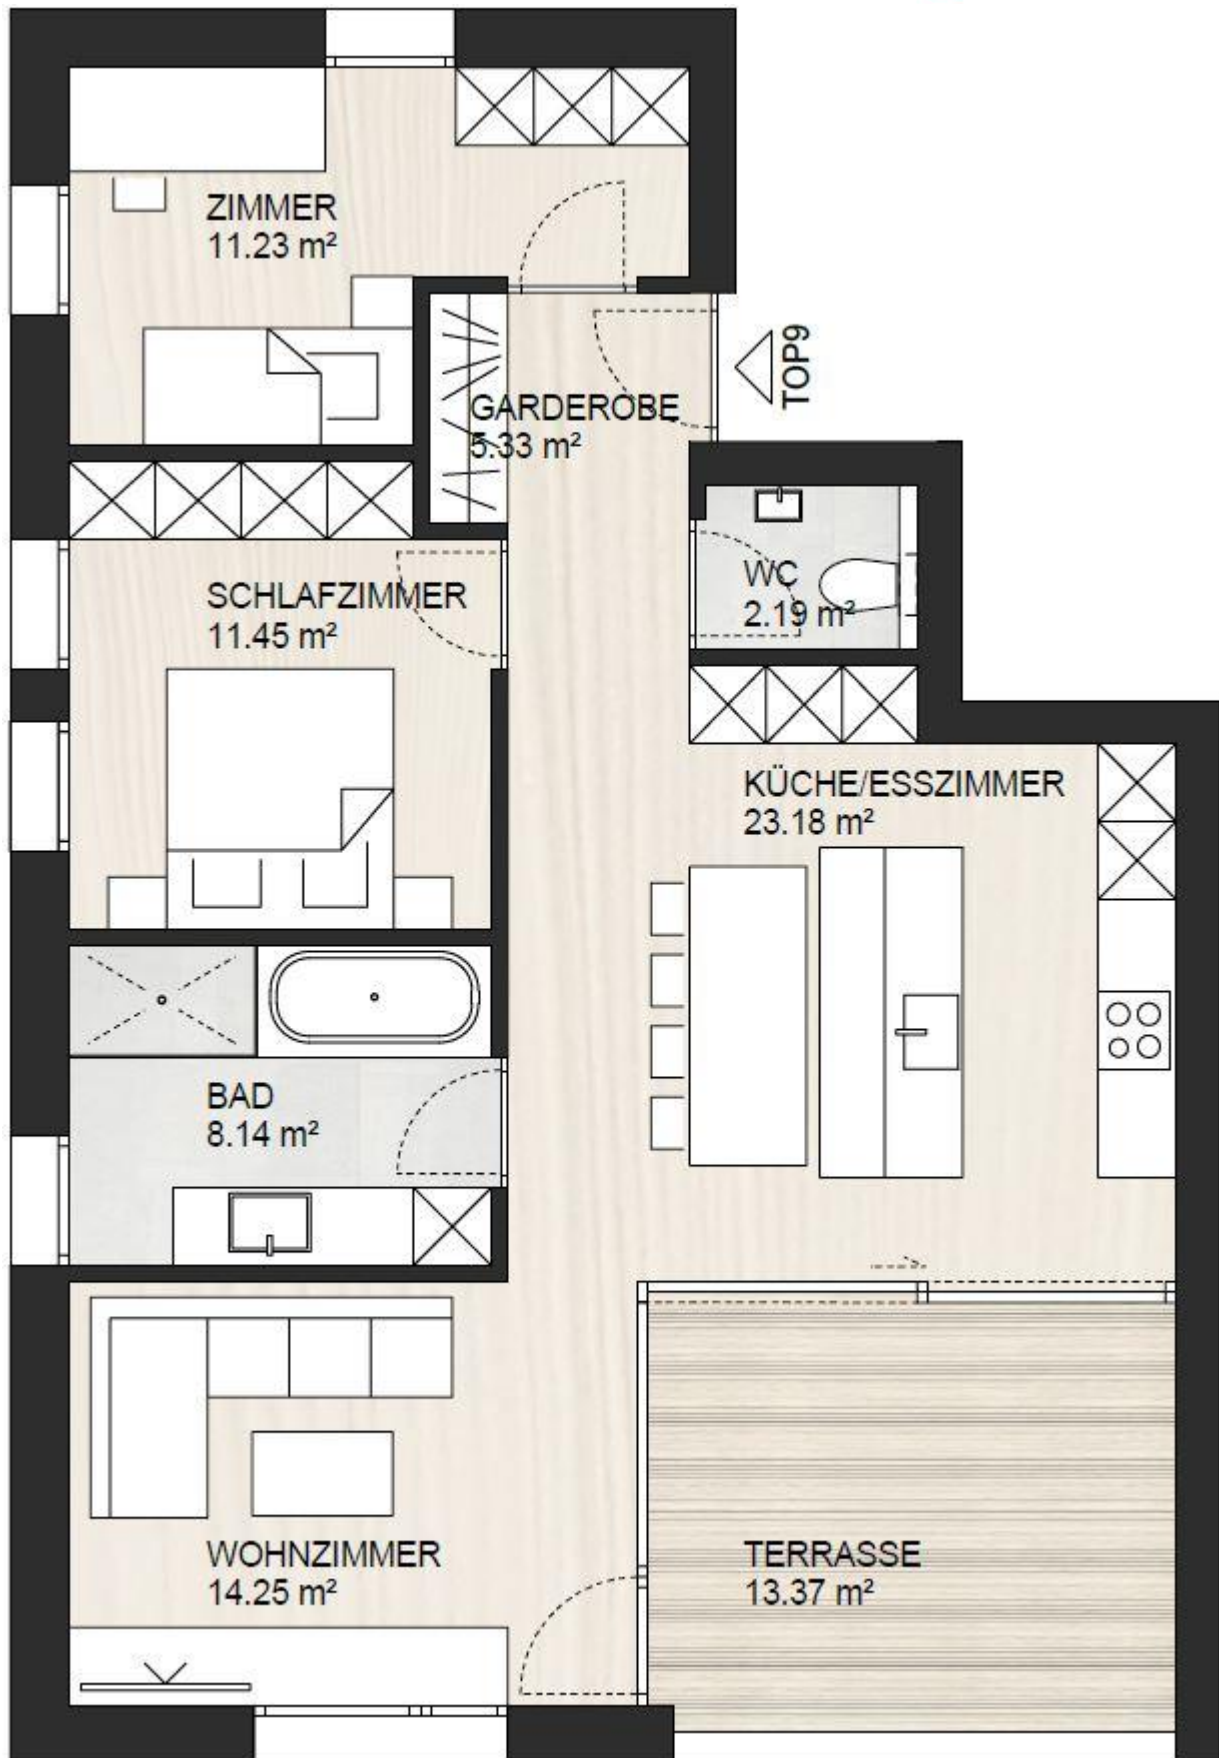 ZIMMER
11.23 m²
TOP9
GARDEROBE
5.33 m²
WC
2.19 m²
SCHLAFZIMMER
11.45 m²
KÜCHE/ESSZIMMER
23.18 m²
BAD
8.14 m²
WOHNZIMMER
14.25 m²
TERRASSE
13.37 m²